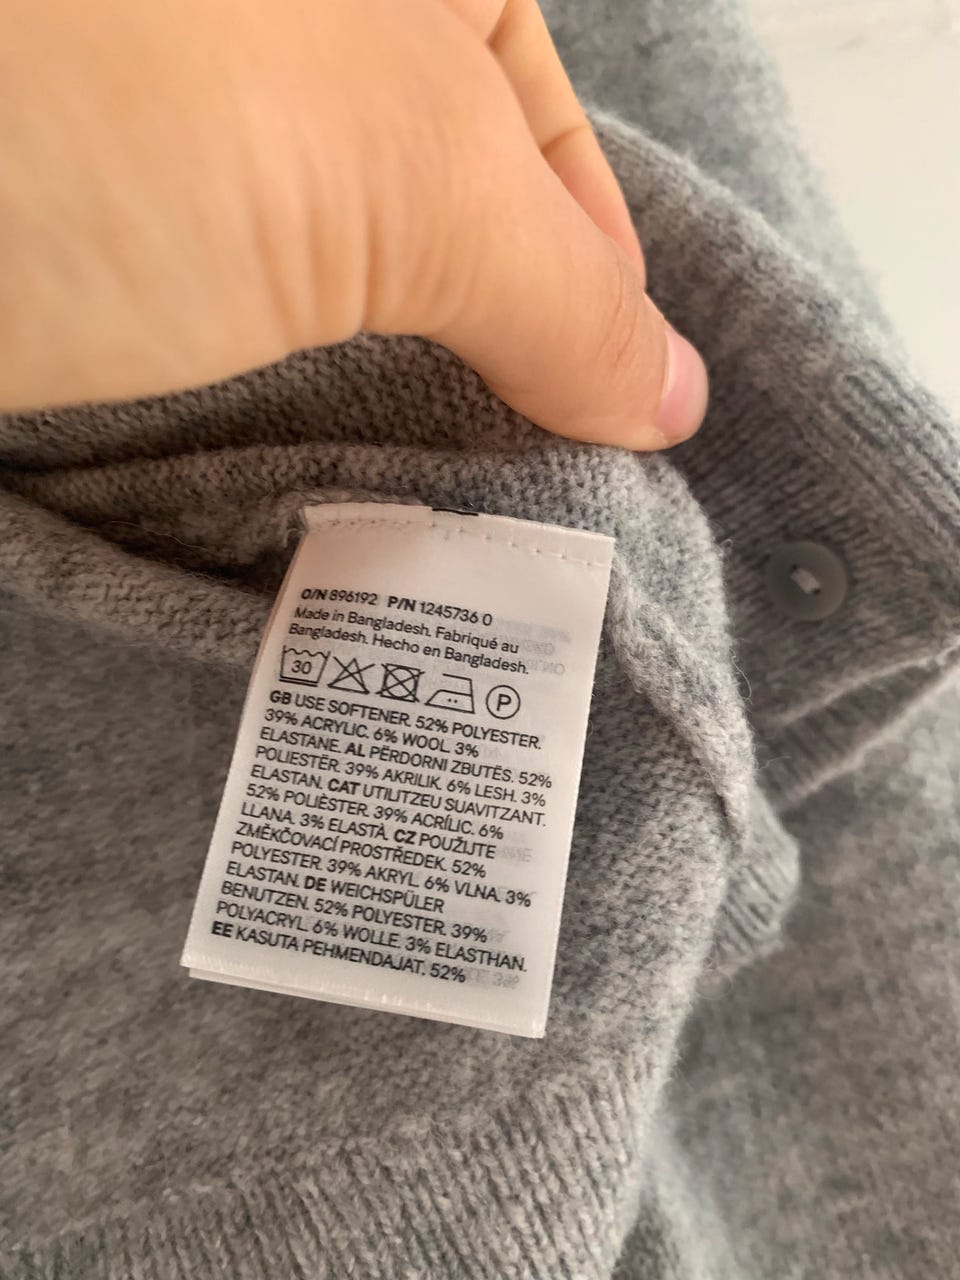 O/N 896192 P/N 1245736 0
Made in Bangladesh. Fabriqué au
Bangladesh. Hecho en Bangladesh.
30 P
GB USE SOFTENER. 52% POLYESTER.
39% ACRYLIC. 6% WOOL. 3%
ELASTANE. AL PËRDORNI ZBUTËS. 52%
POLIESTËR. 39% AKRILIK. 6% LESH. 3%
ELASTAN. CAT UTILITZEU SUAVITZANT.
52% POLIÈSTER. 39% ACRÍLIC. 6%
LLANA. 3% ELASTÀ. CZ POUŽIJTE
ZMĚKČOVACÍ PROSTŘEDEK. 52%
POLYESTER. 39% AKRYL. 6% VLNA. 3%
ELASTAN. DE WEICHSPÜLER
BENUTZEN. 52% POLYESTER. 39%
POLYACRYL. 6% WOLLE. 3% ELASTHAN.
EE KASUTA PEHMENDAJAT. 52%